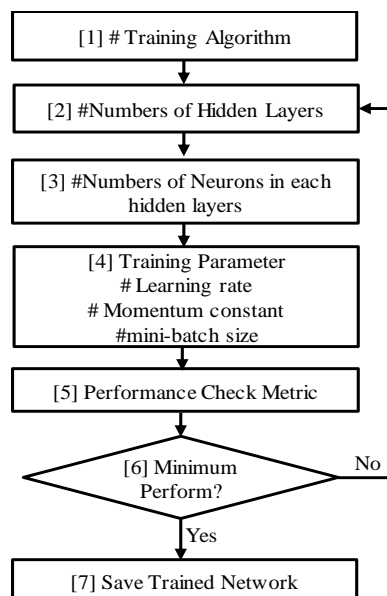 [1] # Training Algorithm
[2] #Numbers of Hidden Layers
[3] #Numbers of Neurons in each
hidden layers
[4] Training Parameter
# Learning rate
# Momentum constant
#mini-batch size
[5] Performance Check Metric
[6] Minimum
Perform?
No
Yes
[7] Save Trained Network